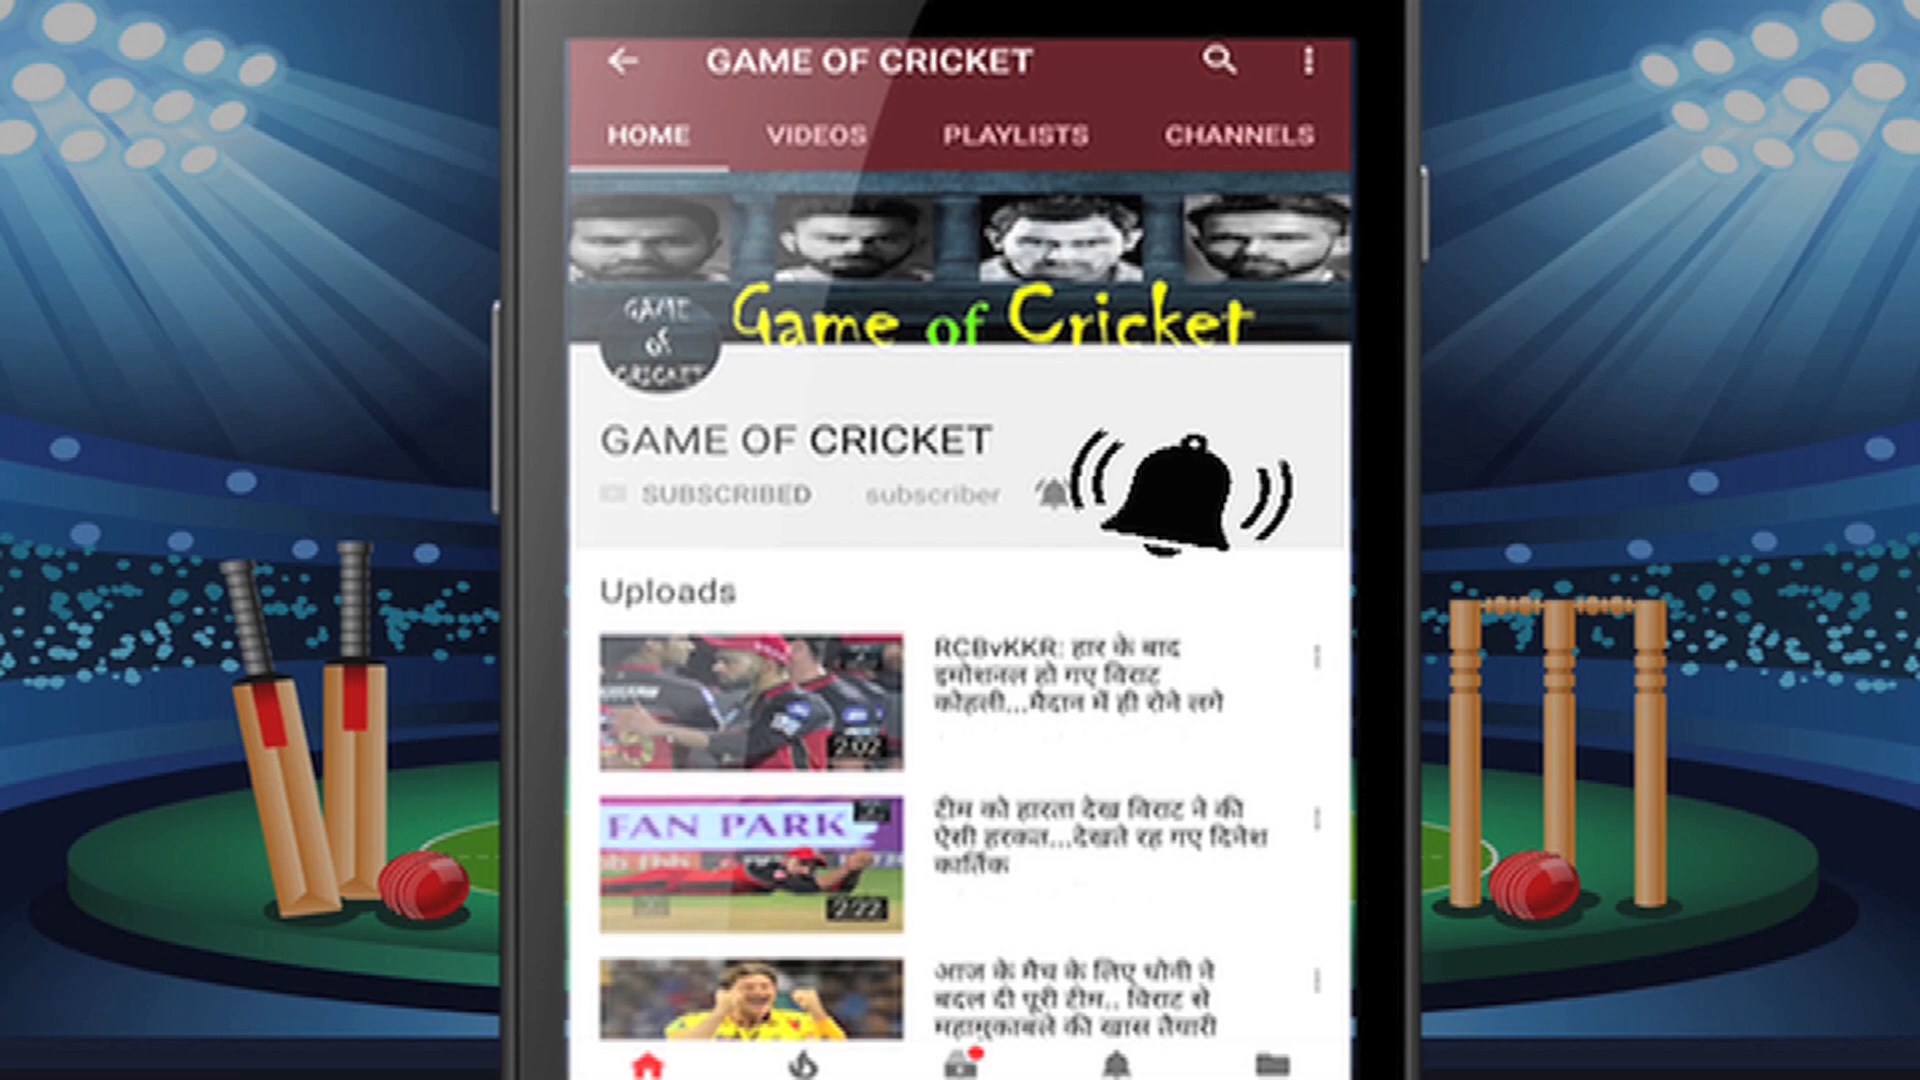 GAME OF CRICKET
HOME VIDEOS PLAYLISTS CHANNELS
Game of Cricket
GAME
of
CRICKET
GAME OF CRICKET
SUBSCRIBED subscriber
Uploads
RCBvKKR: हार के बाद
इमोशनल हो गए विराट
कोहली...मैदान में ही रोने लगे
2:02
FAN PARK
टीम को हारता देख विराट ने की
ऐसी हरकत...देखते रह गए दिनेश
कार्तिक
2:22
आज के मैच के लिए धोनी ने
बदल दी पूरी टीम.. विराट से
महामुकाबले की खास तैयारी